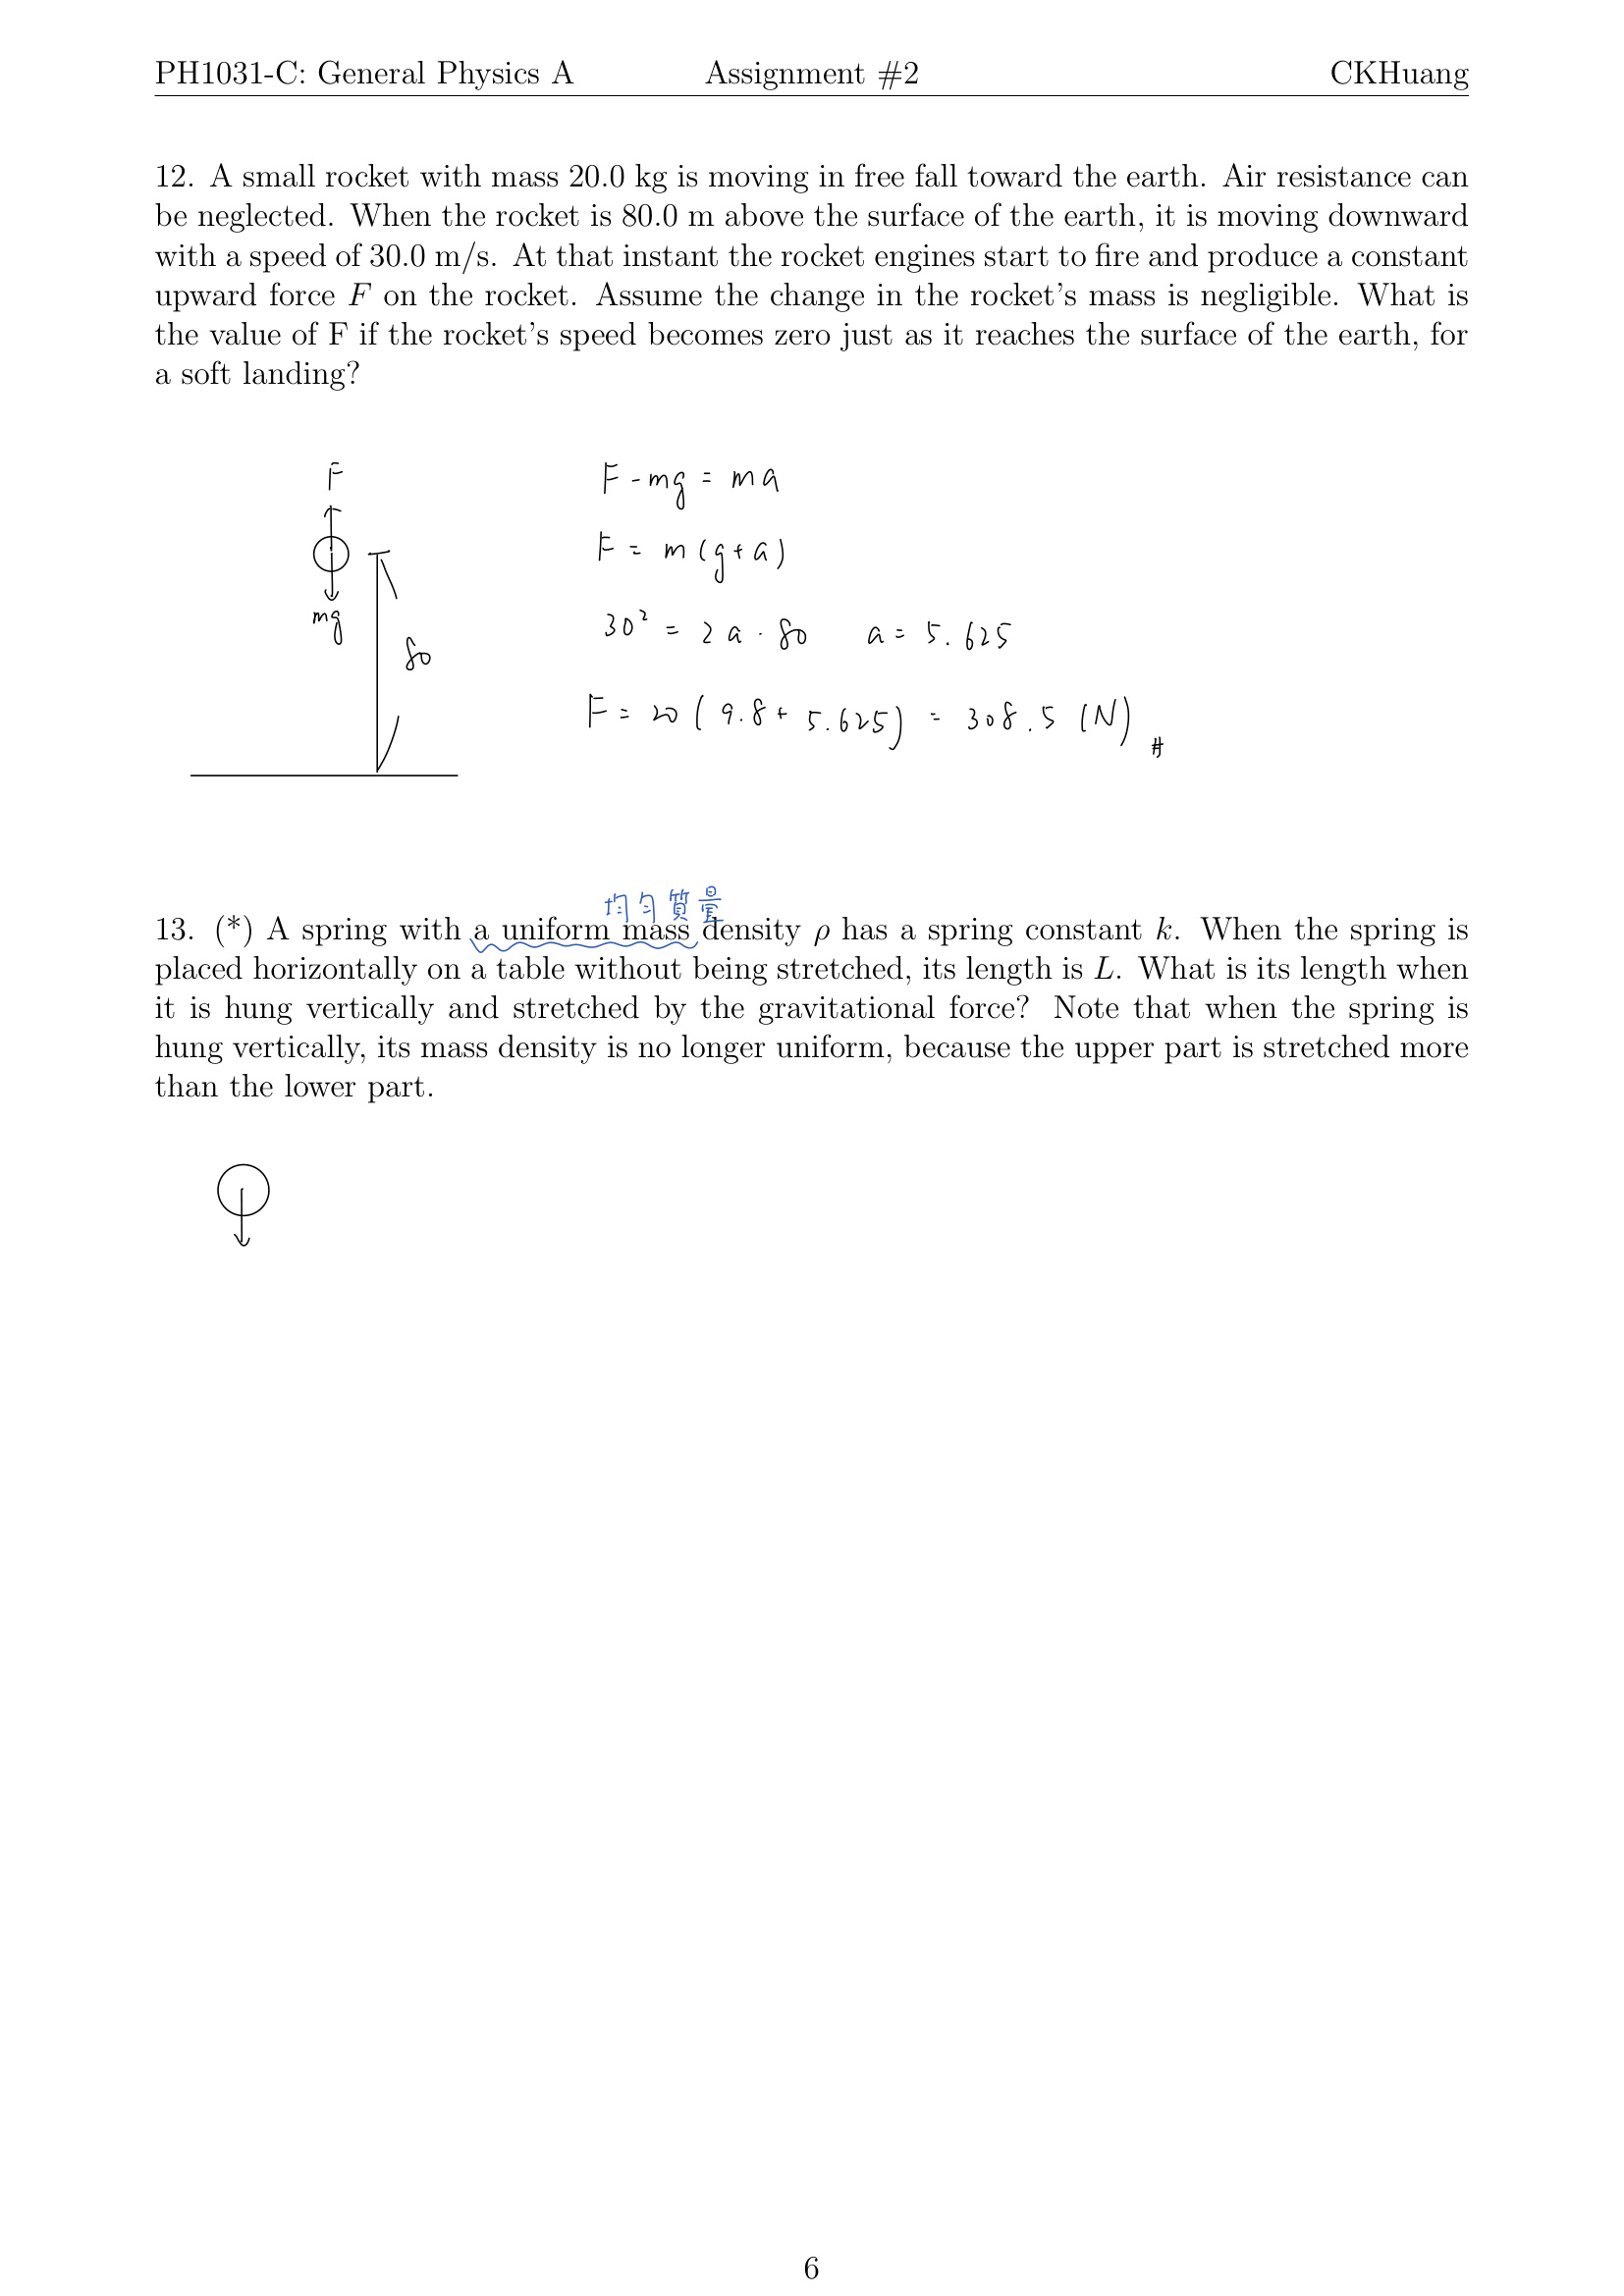 PH1031-C: General Physics A Assignment #2 CKHuang
12. A small rocket with mass 20.0 kg is moving in free fall toward the earth. Air resistance can
be neglected. When the rocket is 80.0 m above the surface of the earth, it is moving downward
with a speed of 30.0 m/s. At that instant the rocket engines start to fire and produce a constant
upward force F on the rocket. Assume the change in the rocket's mass is negligible. What is
the value of F if the rocket's speed becomes zero just as it reaches the surface of the earth, for
a soft landing?
F
mg
80
F - mg = ma
F = m(g+a)
30² = 2a · 80 a = 5.625
F = 20(9.8 + 5.625) = 308.5 (N) #
均勻質量
13. (*) A spring with a uniform mass density ρ has a spring constant k. When the spring is
placed horizontally on a table without being stretched, its length is L. What is its length when
it is hung vertically and stretched by the gravitational force? Note that when the spring is
hung vertically, its mass density is no longer uniform, because the upper part is stretched more
than the lower part.
6